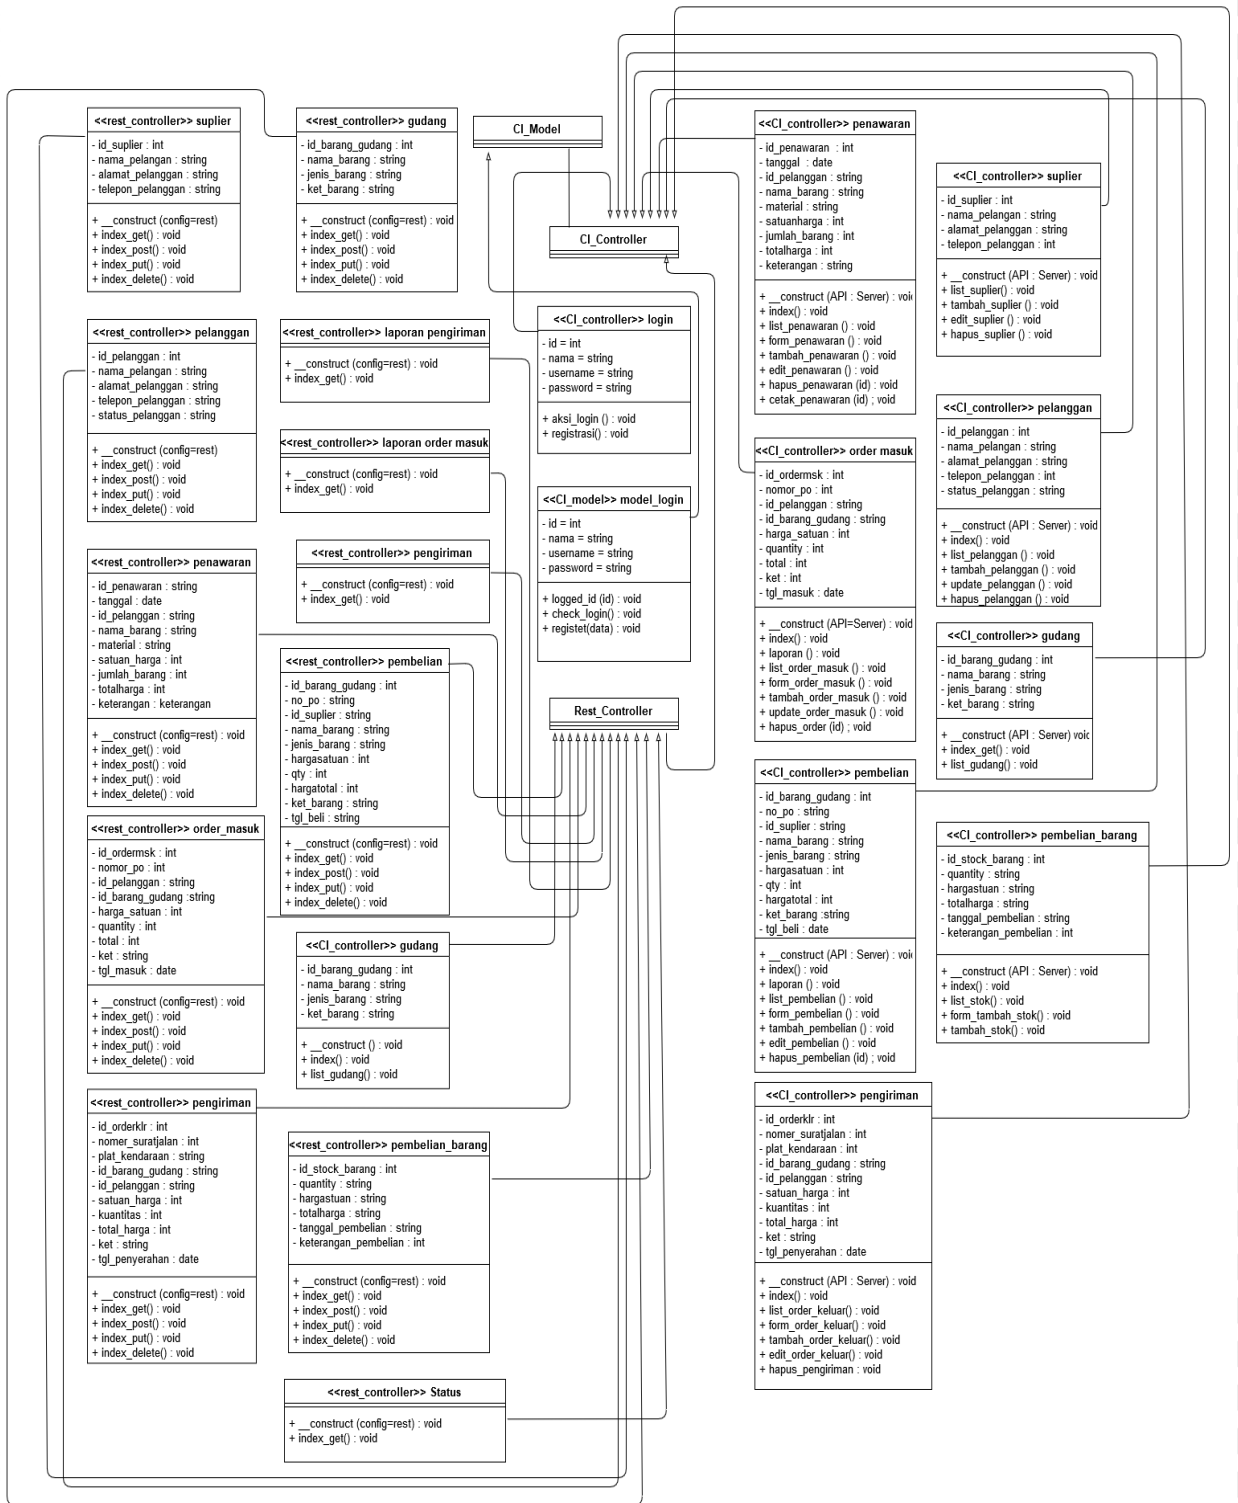 <<rest_controller>> suplier
- id_suplier : int
- nama_pelangan : string
- alamat_pelanggan : string
- telepon_pelanggan : string
+ __construct (config=rest)
+ index_get() : void
+ index_post() : void
+ index_put() : void
+ index_delete() : void
<<rest_controller>> gudang
- id_barang_gudang : int
- nama_barang : string
- jenis_barang : string
- ket_barang : string
+ __construct (config=rest) : void
+ index_get() : void
+ index_post() : void
+ index_put() : void
+ index_delete() : void
CI_Model
CI_Controller
<<rest_controller>> pelanggan
- id_pelanggan : int
- nama_pelangan : string
- alamat_pelanggan : string
- telepon_pelanggan : string
- status_pelanggan : string
+ __construct (config=rest)
+ index_get() : void
+ index_post() : void
+ index_put() : void
+ index_delete() : void
<<rest_controller>> laporan pengiriman
+ __construct (config=rest) : void
+ index_get() : void
<<rest_controller>> laporan order masuk
+ __construct (config=rest) : void
+ index_get() : void
<<rest_controller>> pengiriman
+ __construct (config=rest) : void
+ index_get() : void
<<CI_controller>> login
- id = int
- nama = string
- username = string
- password = string
+ aksi_login () : void
+ registrasi() : void
<<CI_model>> model_login
- id = int
- nama = string
- username = string
- password = string
+ logged_id (id) : void
+ check_login() : void
+ registet(data) : void
<<rest_controller>> penawaran
- id_penawaran : string
- tanggal : date
- id_pelanggan : string
- nama_barang : string
- material : string
- satuan_harga : int
- jumlah_barang : int
- totalharga : int
- keterangan : keterangan
+ __construct (config=rest) : void
+ index_get() : void
+ index_post() : void
+ index_put() : void
+ index_delete() : void
<<rest_controller>> pembelian
- id_barang_gudang : int
- no_po : string
- id_suplier : string
- nama_barang : string
- jenis_barang : string
- hargasatuan : int
- qty : int
- hargatotal : int
- ket_barang : string
- tgl_beli : string
+ __construct (config=rest) : void
+ index_get() : void
+ index_post() : void
+ index_put() : void
+ index_delete() : void
Rest_Controller
<<rest_controller>> order_masuk
- id_ordermsk : int
- nomor_po : int
- id_pelanggan : string
- id_barang_gudang :string
- harga_satuan : int
- quantity : int
- total : int
- ket : string
- tgl_masuk : date
+ __construct (config=rest) : void
+ index_get() : void
+ index_post() : void
+ index_put() : void
+ index_delete() : void
<<CI_controller>> gudang
- id_barang_gudang : int
- nama_barang : string
- jenis_barang : string
- ket_barang : string
+ __construct () : void
+ index() : void
+ list_gudang() : void
<<rest_controller>> pengiriman
- id_orderklr : int
- nomer_suratjalan : int
- plat_kendaraan : string
- id_barang_gudang : string
- id_pelanggan : string
- satuan_harga : int
- kuantitas : int
- total_harga : int
- ket : string
- tgl_penyerahan : date
+ __construct (config=rest) : void
+ index_get() : void
+ index_post() : void
+ index_put() : void
+ index_delete() : void
<<rest_controller>> pembelian_barang
- id_stock_barang : int
- quantity : string
- hargastuan : string
- totalharga : string
- tanggal_pembelian : string
- keterangan_pembelian : int
+ __construct (config=rest) : void
+ index_get() : void
+ index_post() : void
+ index_put() : void
+ index_delete() : void
<<rest_controller>> Status
+ __construct (config=rest) : void
+ index_get() : void
<<CI_controller>> penawaran
- id_penawaran : int
- tanggal : date
- id_pelanggan : string
- nama_barang : string
- material : string
- satuanharga : int
- jumlah_barang : int
- totalharga : int
- keterangan : string
+ __construct (API : Server) : void
+ index() : void
+ list_penawaran () : void
+ form_penawaran () : void
+ tambah_penawaran () : void
+ edit_penawaran () : void
+ hapus_penawaran (id) : void
+ cetak_penawaran (id) ; void
<<CI_controller>> suplier
- id_suplier : int
- nama_pelangan : string
- alamat_pelanggan : string
- telepon_pelanggan : int
+ __construct (API : Server) : void
+ list_suplier() : void
+ tambah_suplier () : void
+ edit_suplier () : void
+ hapus_suplier () : void
<<CI_controller>> pelanggan
- id_pelanggan : int
- nama_pelangan : string
- alamat_pelanggan : string
- telepon_pelanggan : int
- status_pelanggan : string
+ __construct (API : Server) : void
+ index() : void
+ list_pelanggan () : void
+ tambah_pelanggan () : void
+ update_pelanggan () : void
+ hapus_pelanggan () : void
<<CI_controller>> order masuk
- id_ordermsk : int
- nomor_po : int
- id_pelanggan : string
- id_barang_gudang : string
- harga_satuan : int
- quantity : int
- total : int
- ket : int
- tgl_masuk : date
+ __construct (API=Server) : void
+ index() : void
+ laporan () : void
+ list_order_masuk () : void
+ form_order_masuk () : void
+ tambah_order_masuk () : void
+ update_order_masuk () : void
+ hapus_order (id) ; void
<<CI_controller>> gudang
- id_barang_gudang : int
- nama_barang : string
- jenis_barang : string
- ket_barang : string
+ __construct (API : Server) void
+ index_get() : void
+ list_gudang() : void
<<CI_controller>> pembelian
- id_barang_gudang : int
- no_po : string
- id_suplier : string
- nama_barang : string
- jenis_barang : string
- hargasatuan : int
- qty : int
- hargatotal : int
- ket_barang :string
- tgl_beli : date
+ __construct (API : Server) : void
+ index() : void
+ laporan () : void
+ list_pembelian () : void
+ form_pembelian () : void
+ tambah_pembelian () : void
+ edit_pembelian () : void
+ hapus_pembelian (id) ; void
<<CI_controller>> pembelian_barang
- id_stock_barang : int
- quantity : string
- hargastuan : string
- totalharga : string
- tanggal_pembelian : string
- keterangan_pembelian : int
+ __construct (API : Server) : void
+ index() : void
+ list_stok() : void
+ form_tambah_stok() : void
+ tambah_stok() : void
<<CI_controller>> pengiriman
- id_orderklr : int
- nomer_suratjalan : int
- plat_kendaraan : int
- id_barang_gudang : string
- id_pelanggan : string
- satuan_harga : int
- kuantitas : int
- total_harga : int
- ket : string
- tgl_penyerahan : date
+ __construct (API : Server) : void
+ index() : void
+ list_order_keluar() : void
+ form_order_keluar() : void
+ tambah_order_keluar() : void
+ edit_order_keluar() : void
+ hapus_pengiriman : void